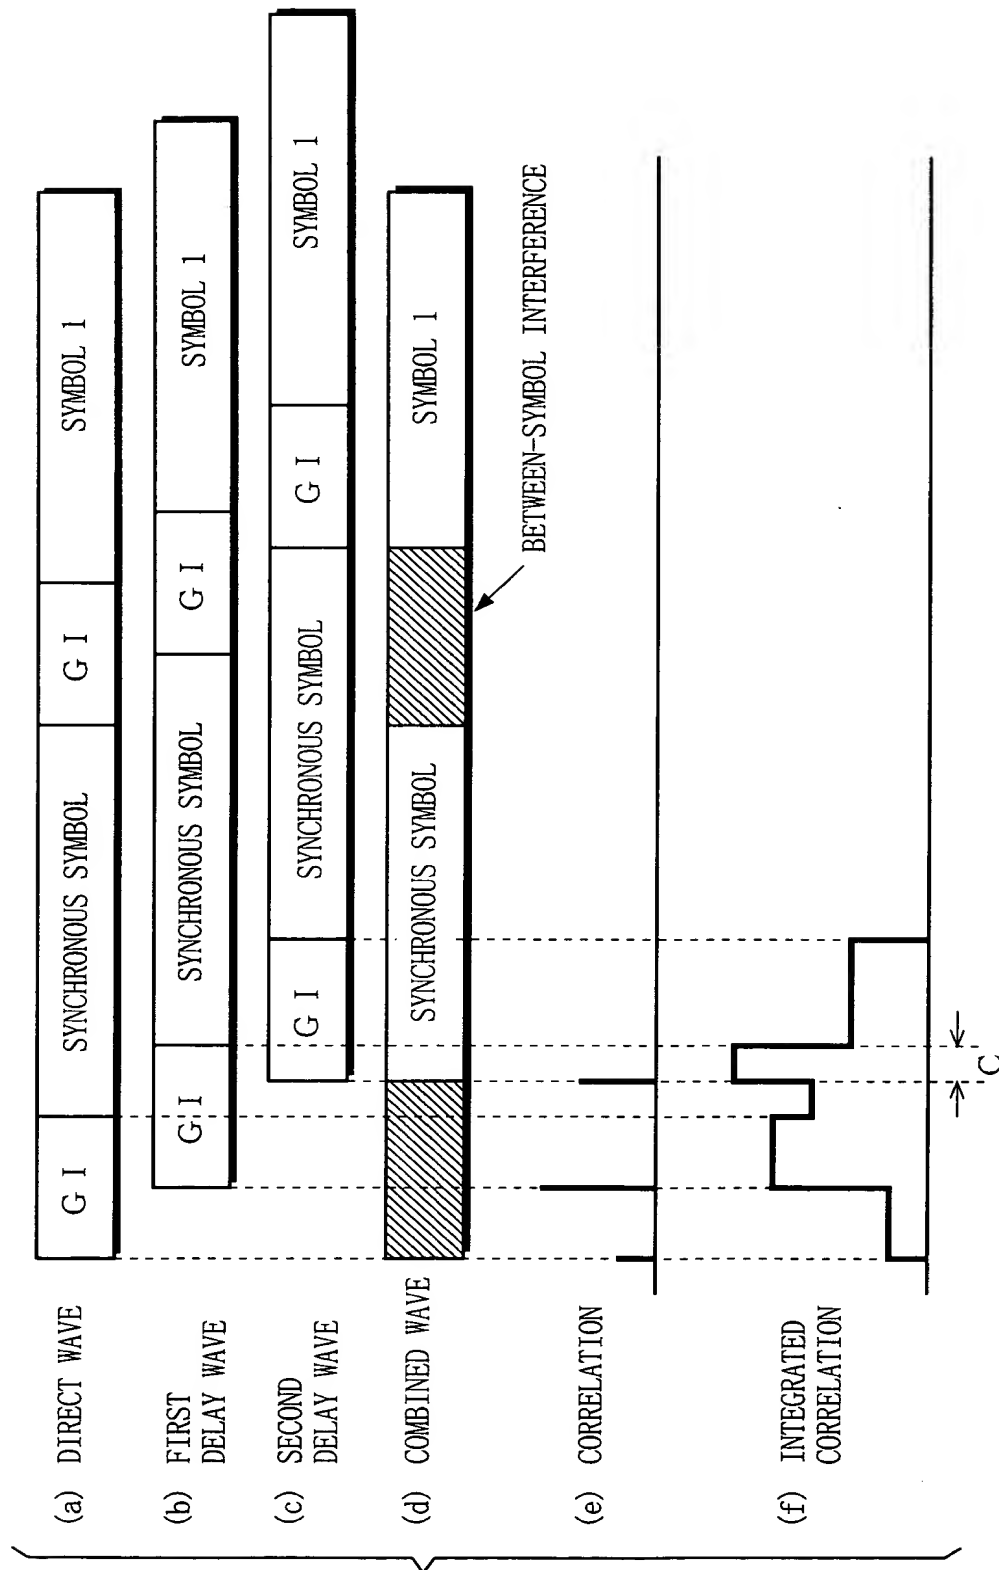 (a) DIRECT WAVE
G I
SYNCHRONOUS SYMBOL
G I
SYMBOL 1
(b) FIRST
DELAY WAVE
G I
SYNCHRONOUS SYMBOL
G I
SYMBOL 1
(c) SECOND
DELAY WAVE
G I
SYNCHRONOUS SYMBOL
G I
SYMBOL 1
(d) COMBINED WAVE
SYNCHRONOUS SYMBOL
SYMBOL 1
BETWEEN-SYMBOL INTERFERENCE
(e) CORRELATION
(f) INTEGRATED
CORRELATION
C